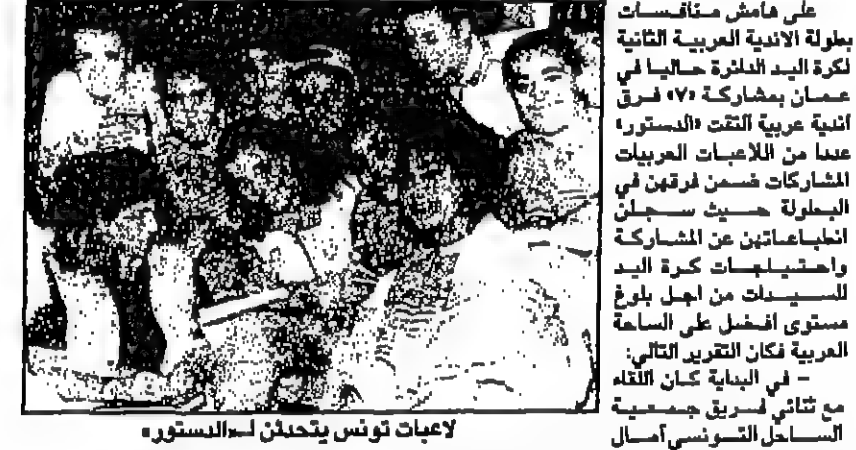 على هامش منافسات
بطولة الاندية العربية الثانية
لكرة اليد الدائرة حاليا في
عمان بمشاركة «٧» فرق
اندية عربية التقت «الدستور»
عددا من اللاعبات العربيات
المشاركات ضمن فرقهن في
البطولة حيث سجلن
انطباعاتهن عن المشاركة
واحتياجات كرة اليد
للسيدات من اجل بلوغ
مستوى افضل على الساحة
العربية فكان التقرير التالي:
- في البداية كان اللقاء
مع ثنائي فريق جمعية
الساحل التونسي آمال
لاعبات تونس يتحدثن لـ«الدستور»